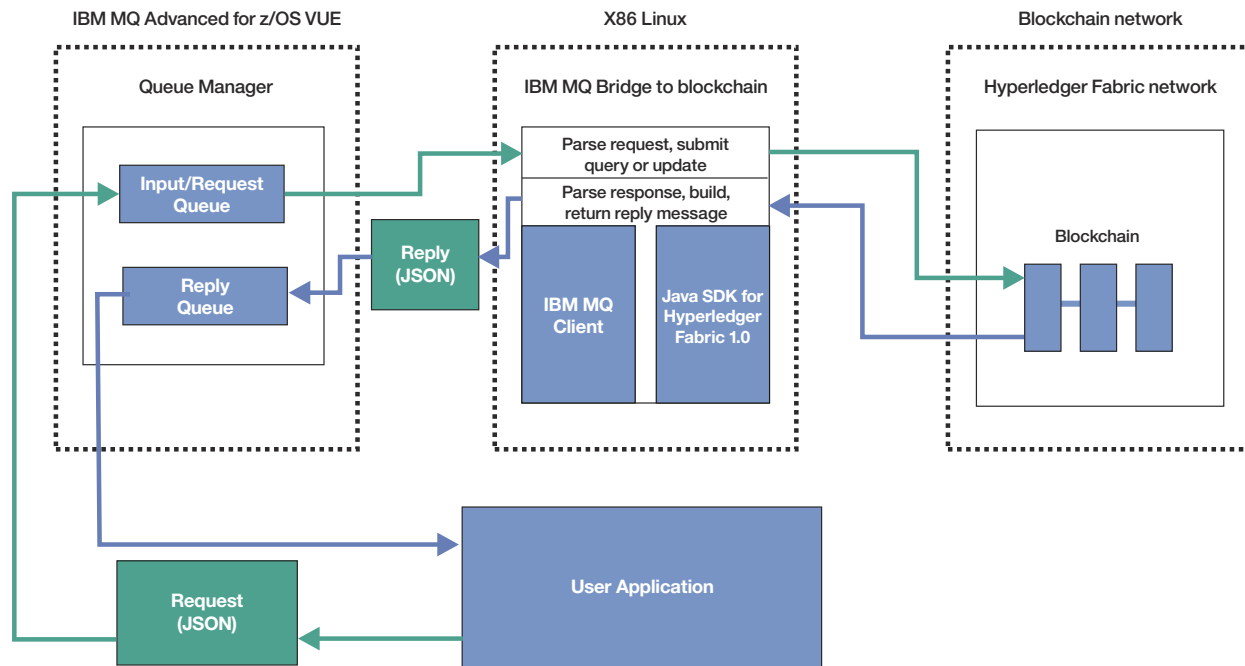 IBM MQ Advanced for z/OS VUE
X86 Linux
Blockchain network
Queue Manager
IBM MQ Bridge to blockchain
Hyperledger Fabric network
Input/Request
Queue
Reply
Queue
Reply
(JSON)
Parse request, submit
query or update
Parse response, build,
return reply message
IBM MQ
Client
Java SDK for
Hyperledger
Fabric 1.0
Blockchain
Request
(JSON)
User Application